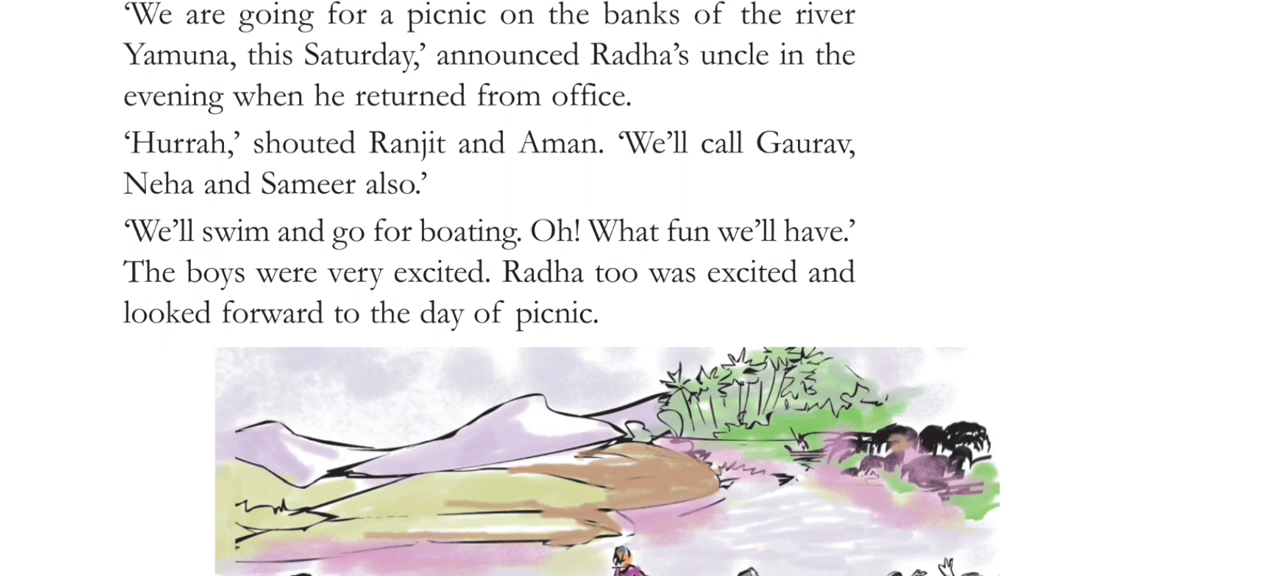 ‘We are going for a picnic on the banks of the river
Yamuna, this Saturday,’ announced Radha’s uncle in the
evening when he returned from office.
‘Hurrah,’ shouted Ranjit and Aman. ‘We’ll call Gaurav,
Neha and Sameer also.’
‘We’ll swim and go for boating. Oh! What fun we’ll have.’
The boys were very excited. Radha too was excited and
looked forward to the day of picnic.